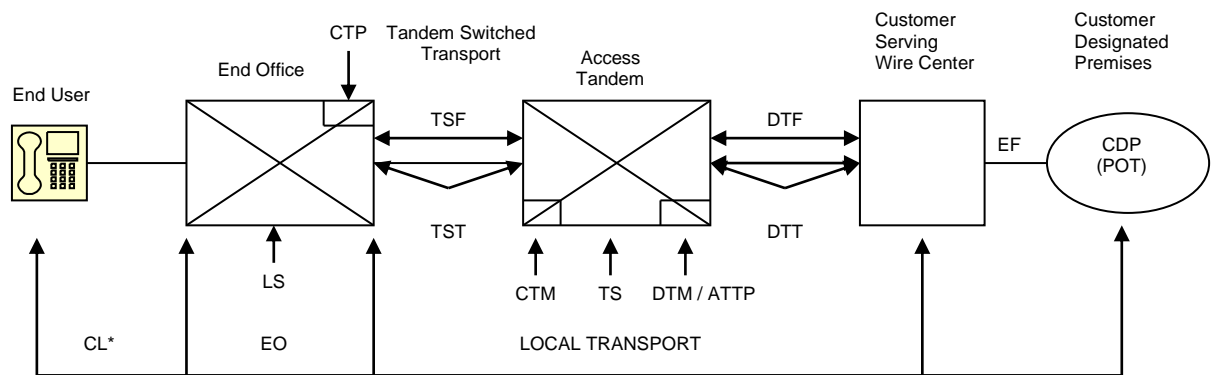 CTP
Tandem Switched
Transport
Customer
Serving
Wire Center
Customer
Designated
Premises
End Office
Access
Tandem
End User
TSF
DTF
EF
CDP
(POT)
TST
DTT
LS
CTM
TS
DTM / ATTP
CL*
EO
LOCAL TRANSPORT